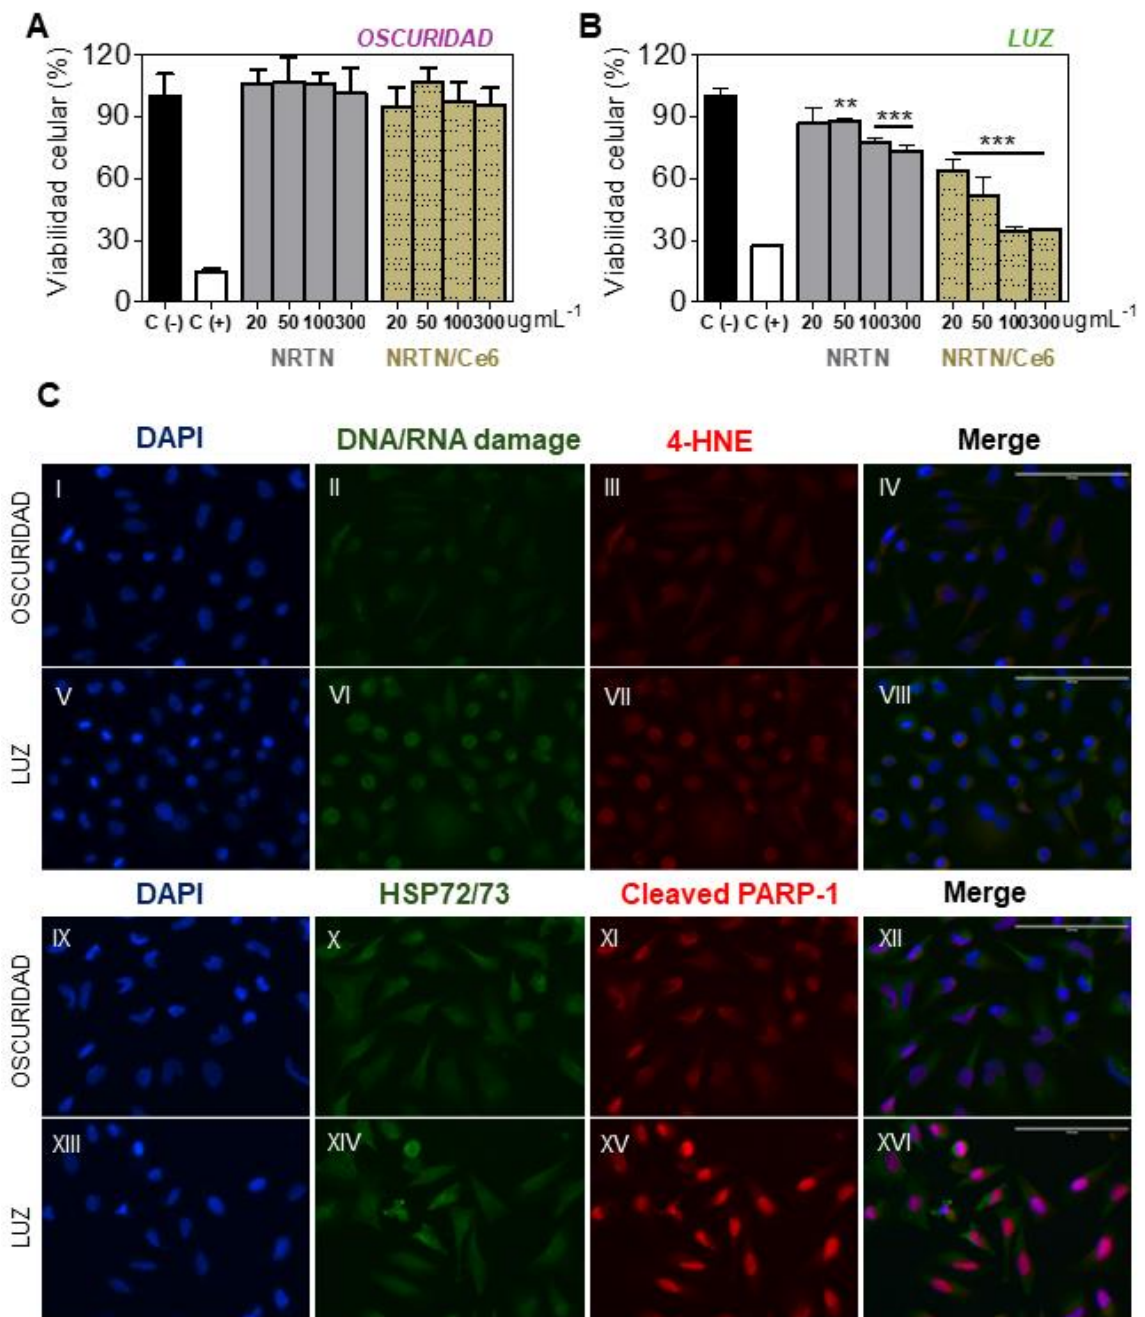 A
OSCURIDAD
Viabilidad celular (%)
120
90
60
30
0
C (-) C (+) 20 50 100 300 ugmL⁻¹
20 50 100 300
NRTN NRTN/Ce6
B
LUZ
Viabilidad celular (%)
120
90
60
30
0
** *** ***
C (-) C (+) 20 50 100 300 20 50 100 300 ugmL⁻¹
NRTN NRTN/Ce6
C
DAPI DNA/RNA damage 4-HNE Merge
OSCURIDAD
I II III IV
LUZ
V VI VII VIII
DAPI HSP72/73 Cleaved PARP-1 Merge
OSCURIDAD
IX X XI XII
LUZ
XIII XIV XV XVI